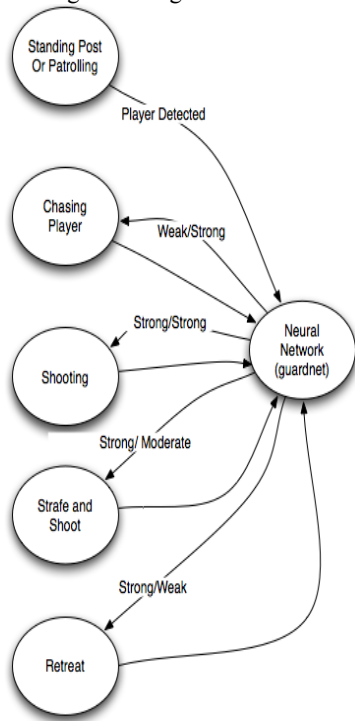 Standing Post
Or Patrolling
Player Detected
Chasing
Player
Weak/Strong
Strong/Strong
Neural
Network
(guardnet)
Shooting
Strong/ Moderate
Strafe and
Shoot
Strong/Weak
Retreat